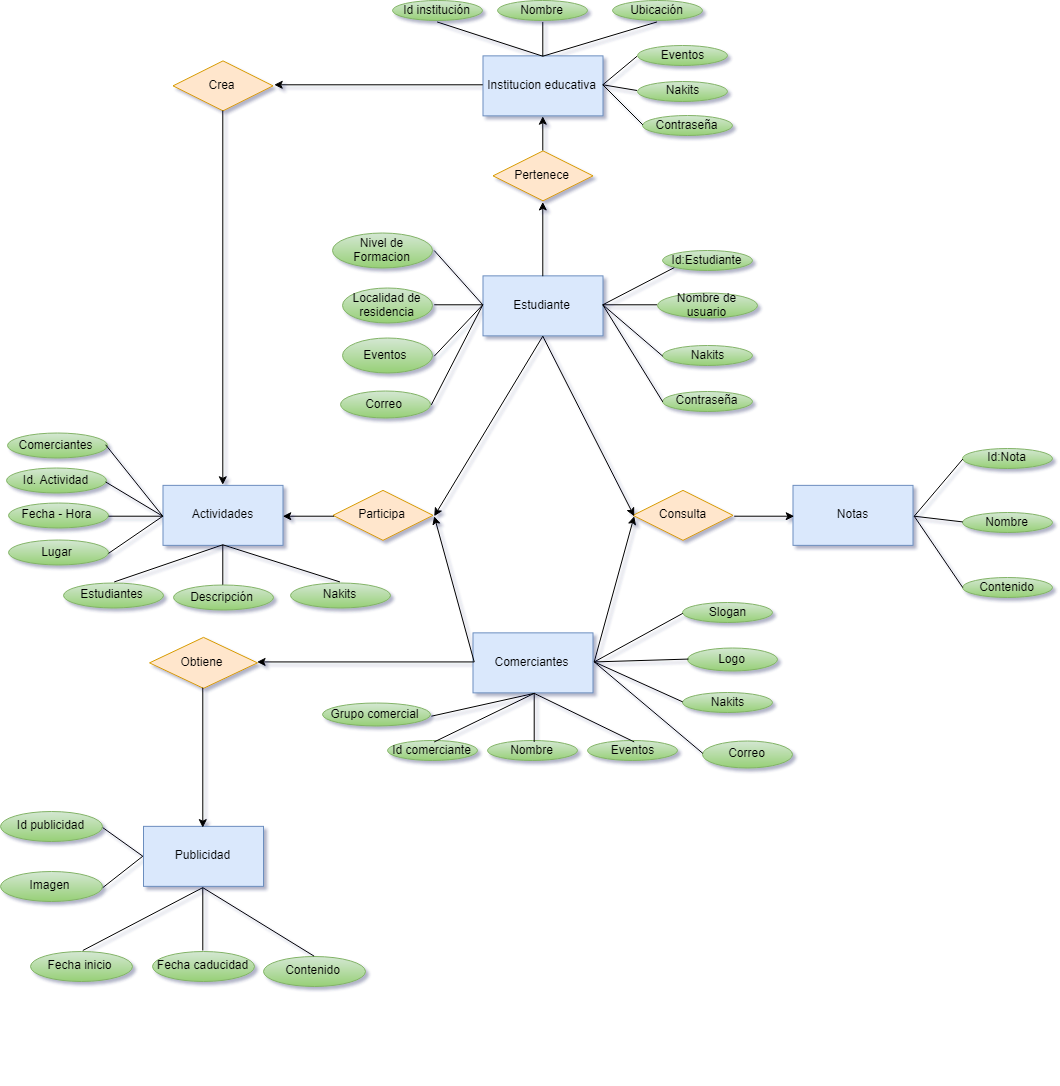 Id institución
Nombre
Ubicación
Eventos
Institucion educativa
Crea
Nakits
Contraseña
Pertenece
Nivel de
Formacion
Id:Estudiante
Localidad de
residencia
Estudiante
Nombre de
usuario
Eventos
Nakits
Correo
Contraseña
Comerciantes
Id:Nota
Id. Actividad
Fecha - Hora
Actividades
Participa
Consulta
Notas
Nombre
Lugar
Contenido
Estudiantes
Descripción
Nakits
Slogan
Obtiene
Comerciantes
Logo
Nakits
Grupo comercial
Id comerciante
Nombre
Eventos
Correo
Id publicidad
Publicidad
Imagen
Fecha inicio
Fecha caducidad
Contenido